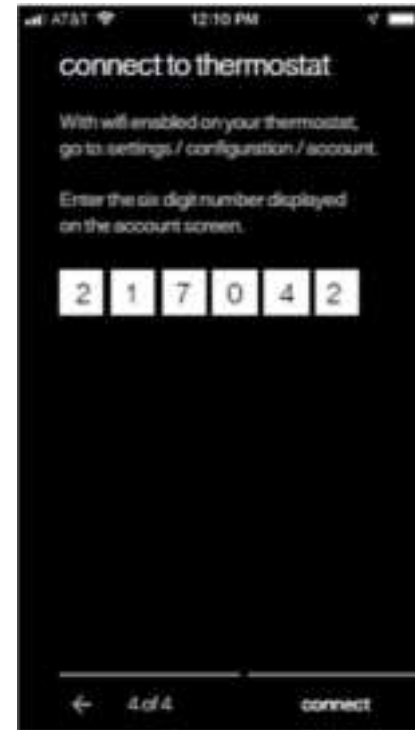 AT&T 12:10 PM
connect to thermostat
With wifi enabled on your thermostat,
go to: settings / configuration / account.
Enter the six digit number displayed
on the account screen.
2 1 7 0 4 2
← 4 of 4 connect